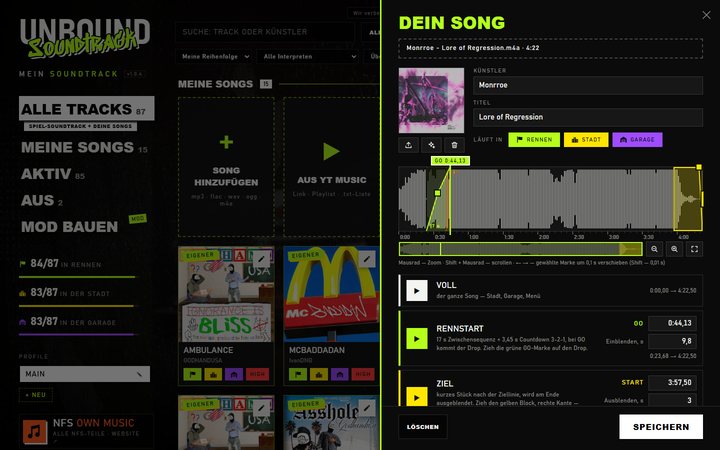 UNBOUND
Soundtrack
MEIN SOUNDTRACK
ALLE TRACKS 87
SPIEL-SOUNDTRACK + DEINE SONGS
MEINE SONGS 15
AKTIV 85
AUS 2
MOD BAUEN MOD
84/87 IN RENNEN
83/87 IN DER STADT
83/87 IN DER GARAGE
PROFILE
MAIN
+ NEU
NFS OWN MUSIC
ALLE NFS-TEILE · WEBSITE
SUCHE: TRACK ODER KÜNSTLER
Meine Reihenfolge
Alle Interpreten
MEINE SONGS 15
SONG HINZUFÜGEN
mp3 · flac · wav · ogg · m4a
AUS YT MUSIC
Link · Playlist · txt-Liste
EIGENER
AMBULANCE
OODHANDUSA
HIGH
EIGENER
MCBADDADAN
IvanDNB
HIGH
EIGENER
EIGENER
DEIN SONG
Monrroe - Lore of Regression.m4a · 4:22
KÜNSTLER
Monrroe
TITEL
Lore of Regression
LÄUFT IN
RENNEN
STADT
GARAGE
GO 0:44,13
0:00 0:30 1:00 1:30 2:00 2:30 3:00 3:30 4:00
Mausrad — Zoom · Shift + Mausrad — scrollen · ←→ — gewählte Marke um 0,1 s verschieben (Shift — 0,01 s)
VOLL
der ganze Song — Stadt, Garage, Menü
0:00,00 → 4:22,50
RENNSTART
17 s Zwischensequenz + 3,45 s Countdown 3-2-1, bei GO kommt der Drop. Zieh die grüne GO-Marke auf den Drop.
GO 0:44,13
Einblenden, s 9,8
0:23,68 → 4:22,50
ZIEL
kurzes Stück nach der Ziellinie, wird am Ende ausgeblendet. Zieh den gelben Block, rechte Kante —
START 3:57,50
Ausblenden, s 3
LÖSCHEN
SPEICHERN